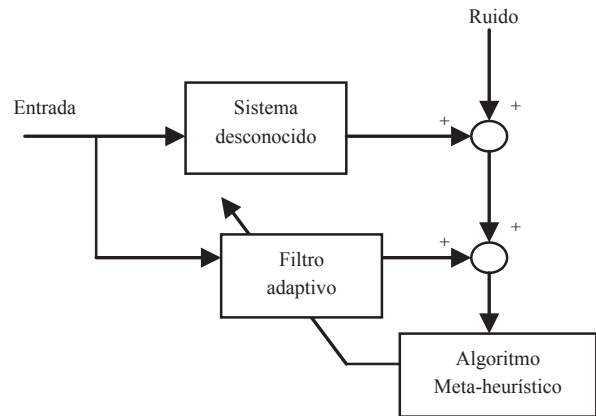 Ruido
+
Entrada
Sistema
desconocido
+
+
Filtro
adaptivo
+
Algoritmo
Meta-heurístico